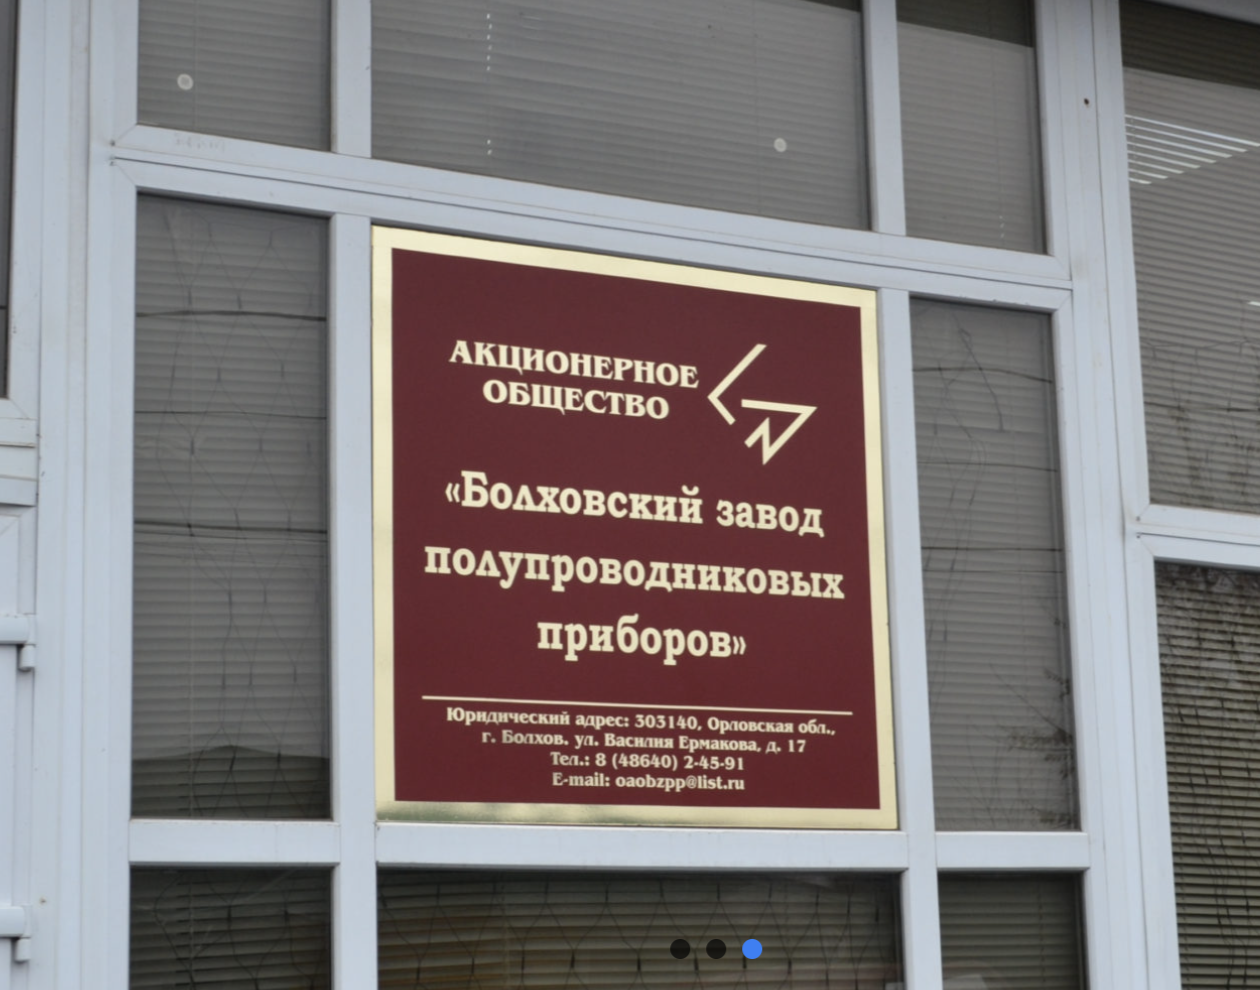 АКЦИОНЕРНОЕ
ОБЩЕСТВО
«Болховский завод
полупроводниковых
приборов»
Юридический адрес: 303140, Орловская обл.,
г. Болхов, ул. Василия Ермакова, д. 17
Тел.: 8 (48640) 2-45-91
E-mail: oaobzpp@list.ru